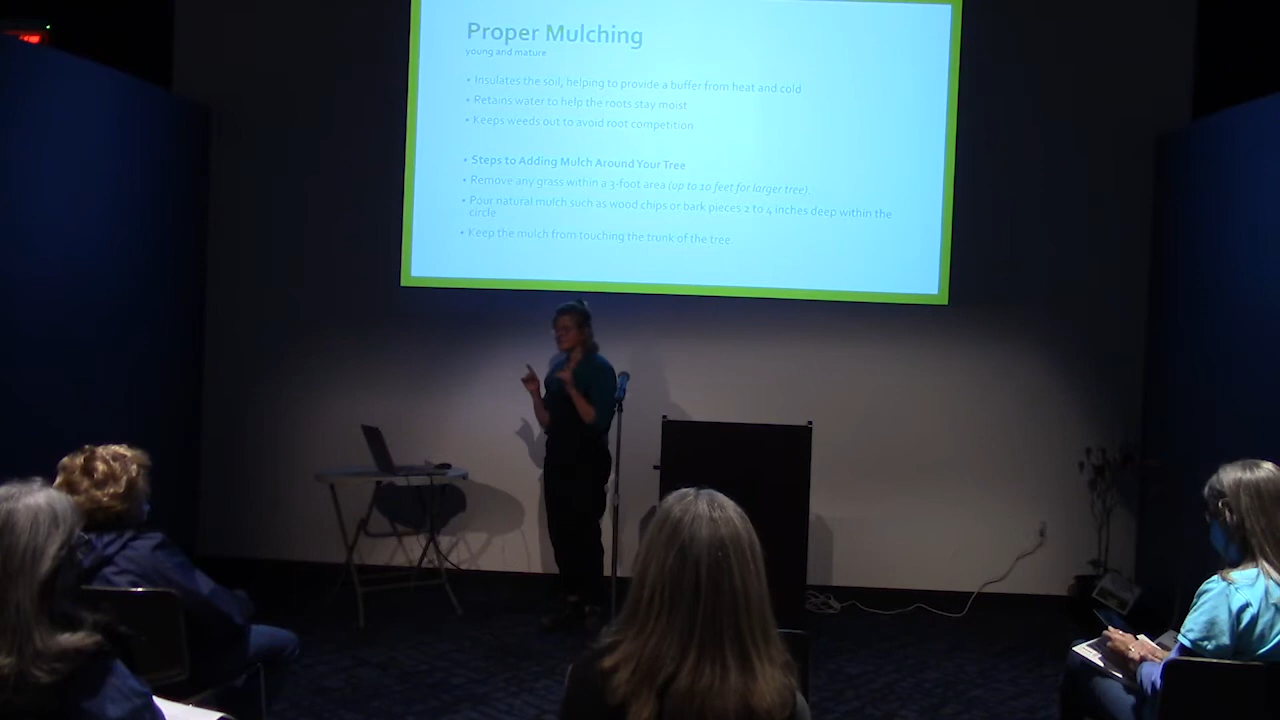 Proper Mulching
young and mature
• Insulates the soil, helping to provide a buffer from heat and cold
• Retains water to help the roots stay moist
• Keeps weeds out to avoid root competition
• Steps to Adding Mulch Around Your Tree
• Remove any grass within a 3-foot area (up to 10 feet for larger tree).
• Pour natural mulch such as wood chips or bark pieces 2 to 4 inches deep within the
circle
• Keep the mulch from touching the trunk of the tree.